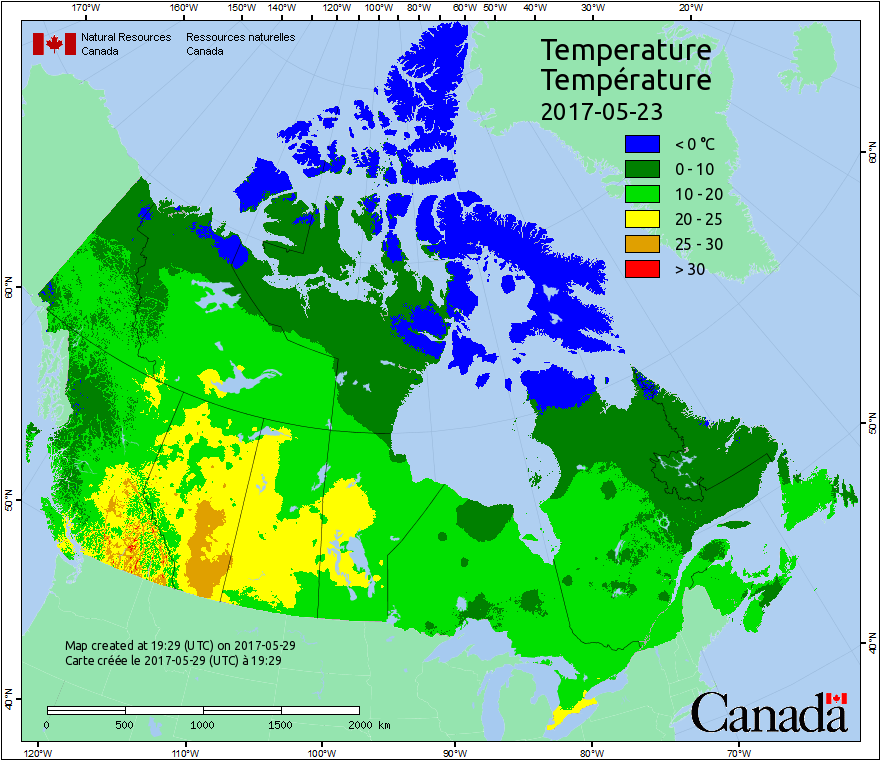 170°W 160°W 150°W 140°W 120°W 100°W 80°W 60°W 50°W 40°W 30°W 20°W
Natural Resources Ressources naturelles
Canada Canada
Temperature
Température
2017-05-23
< 0 °C
0 - 10
10 - 20
20 - 25
25 - 30
> 30
60°N
60°N
50°N
50°N
40°N
40°N
Map created at 19:29 (UTC) on 2017-05-29
Carte créée le 2017-05-29 (UTC) à 19:29
0 500 1000 1500 2000 km
Canada
120°W 110°W 100°W 90°W 80°W 70°W